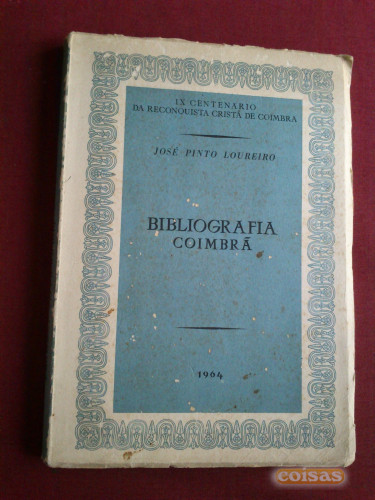 IX CENTENARIO
DA RECONQUISTA CRISTÃ DE COIMBRA
JOSÉ PINTO LOUREIRO
BIBLIOGRAFIA
COIMBRÃ
1964
coisas